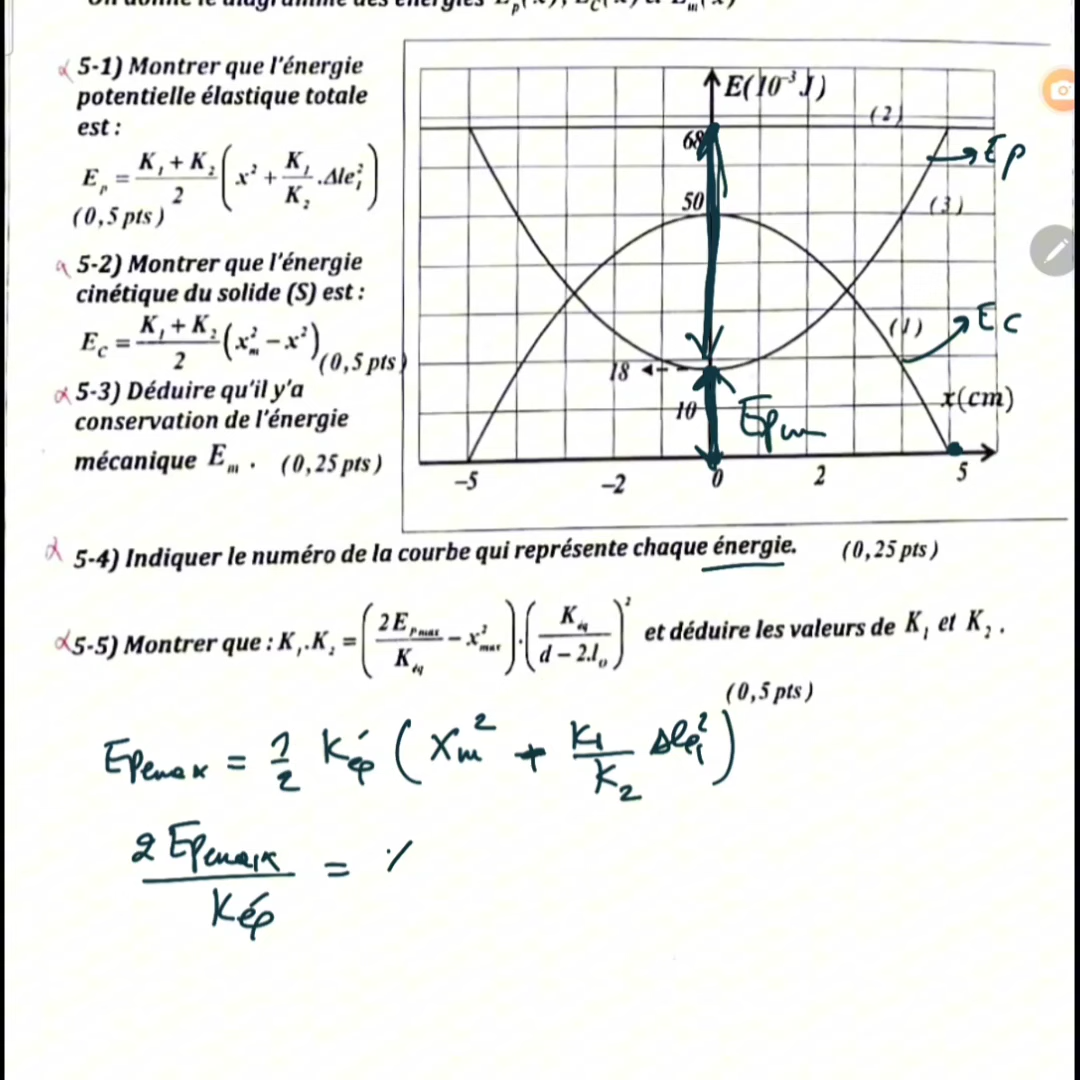 5-1) Montrer que l'énergie
potentielle élastique totale
est :
E_p = (K_1 + K_2)/2 (x² + K_1/K_2 .Δle_1²)
(0,5 pts)
5-2) Montrer que l'énergie
cinétique du solide (S) est :
E_C = (K_1 + K_2)/2 (x_m² – x²) (0,5 pts)
5-3) Déduire qu'il y'a
conservation de l'énergie
mécanique E_m . (0,25 pts)
E(10⁻³J)
(2)
68
Ep
50
(3)
(1)
Ec
18
x(cm)
10
Epm
–5
–2
0
2
5
5-4) Indiquer le numéro de la courbe qui représente chaque énergie. (0,25 pts)
5-5) Montrer que : K_1.K_2 = (2E_Pmax/K_éq – x²_max).(K_éq/(d – 2.l_0))² et déduire les valeurs de K_1 et K_2 .
(0,5 pts)
Epemax = 1/2 Kéq (Xm² + K1/K2 Δle1²)
2 Epemax/Kéq =